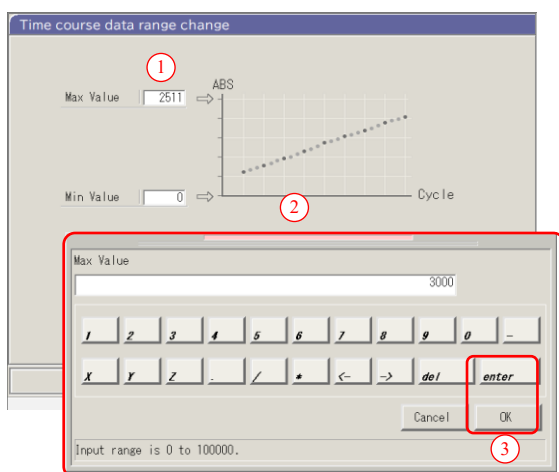 Time course data range change
1
ABS
Max Value 2511
Min Value 0
Cycle
2
Max Value
3000
1 2 3 4 5 6 7 8 9 0 -
X Y Z . / * <- -> del enter
Cancel OK
3
Input range is 0 to 100000.